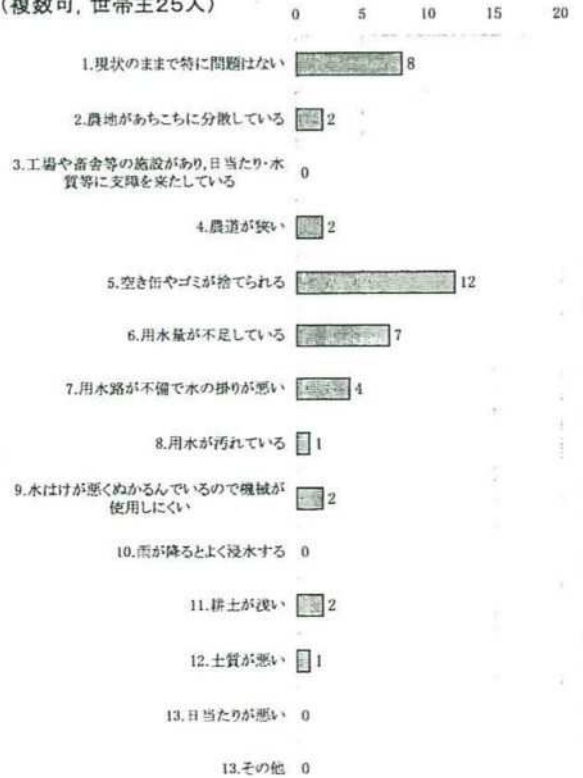 (複数可, 世帯主25人)
0 5 10 15 20
1.現状のままで特に問題はない 8
2.農地があちこちに分散している 2
3.工場や畜舎等の施設があり,日当たり・水
質等に支障を来たしている 0
4.農道が狭い 2
5.空き缶やゴミが捨てられる 12
6.用水量が不足している 7
7.用水路が不備で水の掛りが悪い 4
8.用水が汚れている 1
9.水はけが悪くぬかるんでいるので機械が
使用しにくい 2
10.雨が降るとよく浸水する 0
11.耕土が浅い 2
12.土質が悪い 1
13.日当たりが悪い 0
13.その他 0